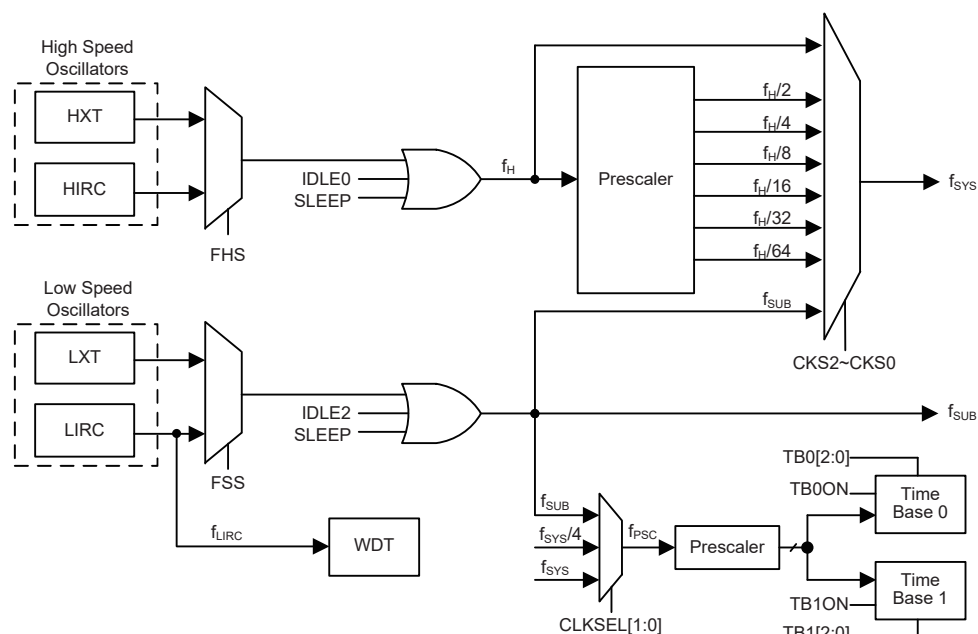 High Speed
Oscillators
HXT
HIRC
FHS
IDLE0
SLEEP
fH
Prescaler
fH/2
fH/4
fH/8
fH/16
fH/32
fH/64
fSUB
CKS2~CKS0
fSYS
Low Speed
Oscillators
LXT
LIRC
FSS
IDLE2
SLEEP
fSUB
fLIRC
WDT
fSUB
fSYS/4
fSYS
CLKSEL[1:0]
fPSC
Prescaler
TB0[2:0]
TB0ON
Time
Base 0
Time
Base 1
TB1ON
TB1[2:0]